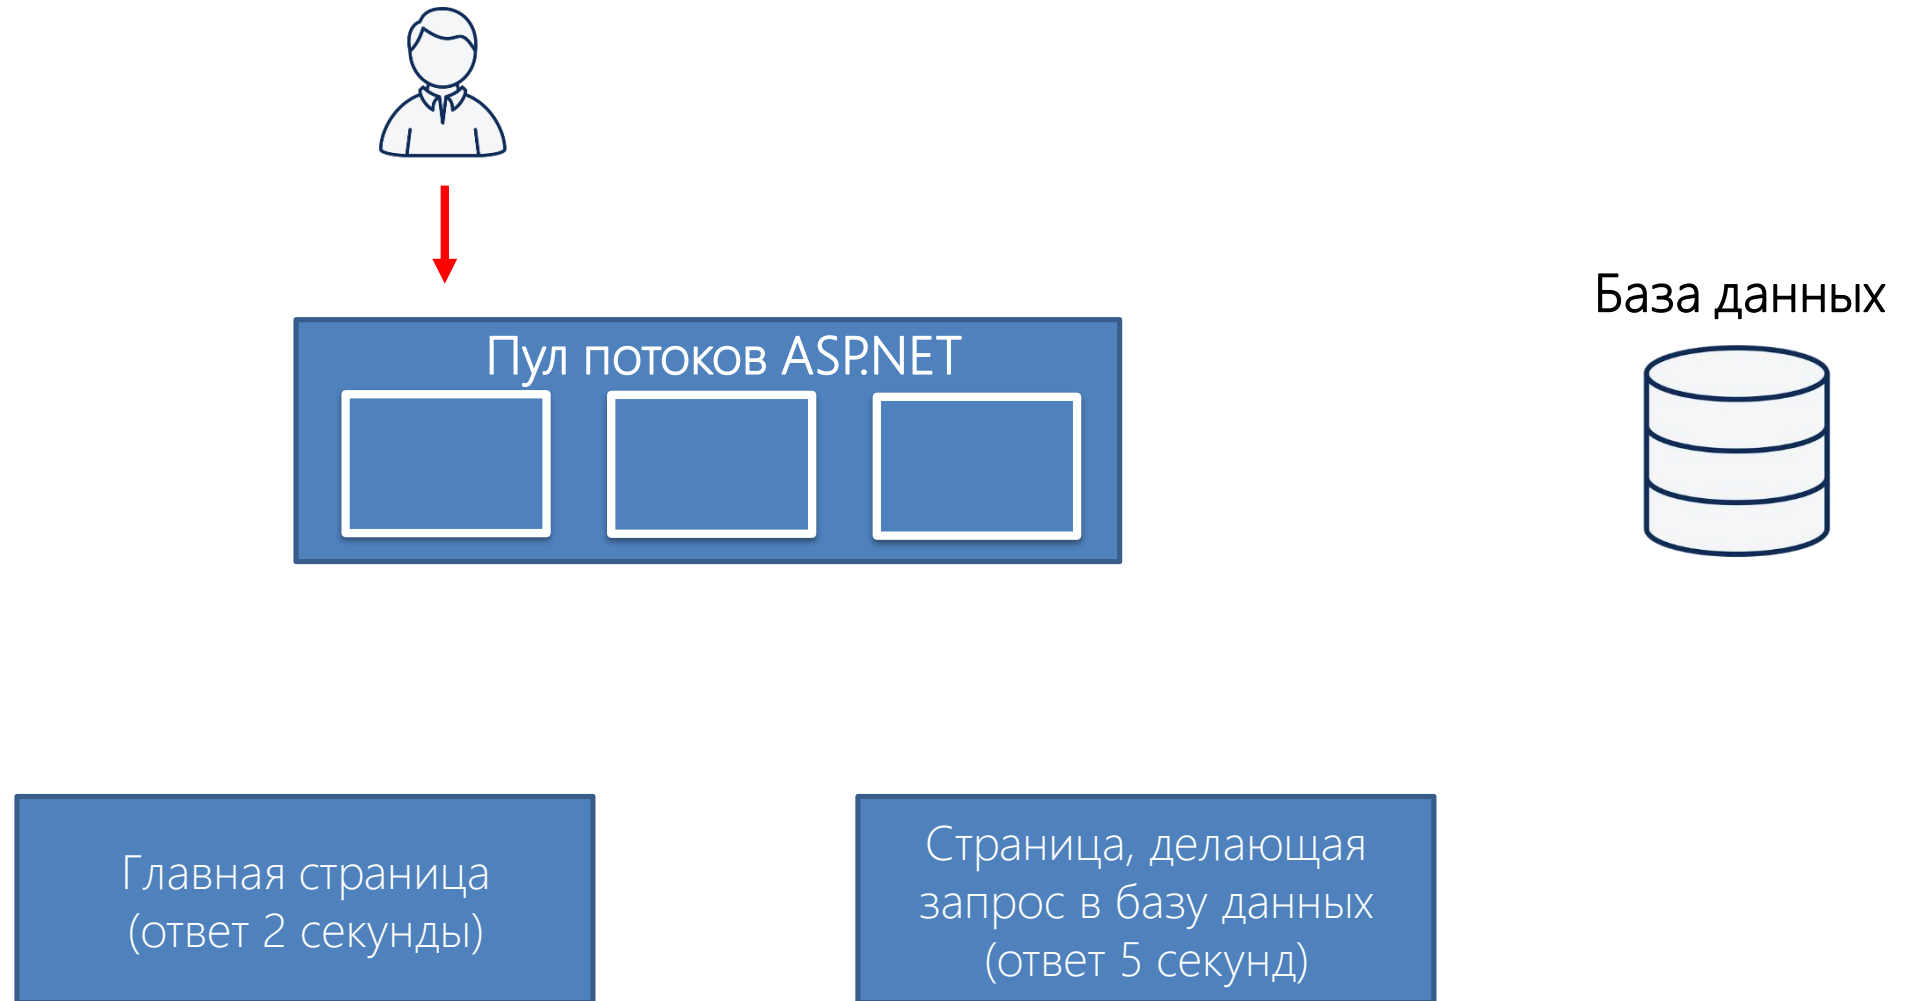 База данных
Пул потоков ASP.NET
Главная страница
(ответ 2 секунды)
Страница, делающая
запрос в базу данных
(ответ 5 секунд)